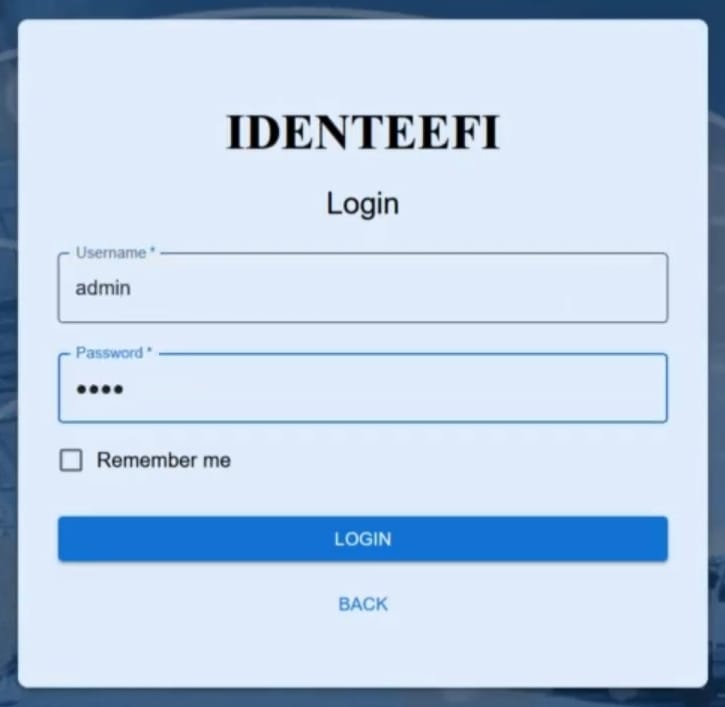 IDENTEEFI
Login
Username *
admin
Password *
••••
Remember me
LOGIN
BACK